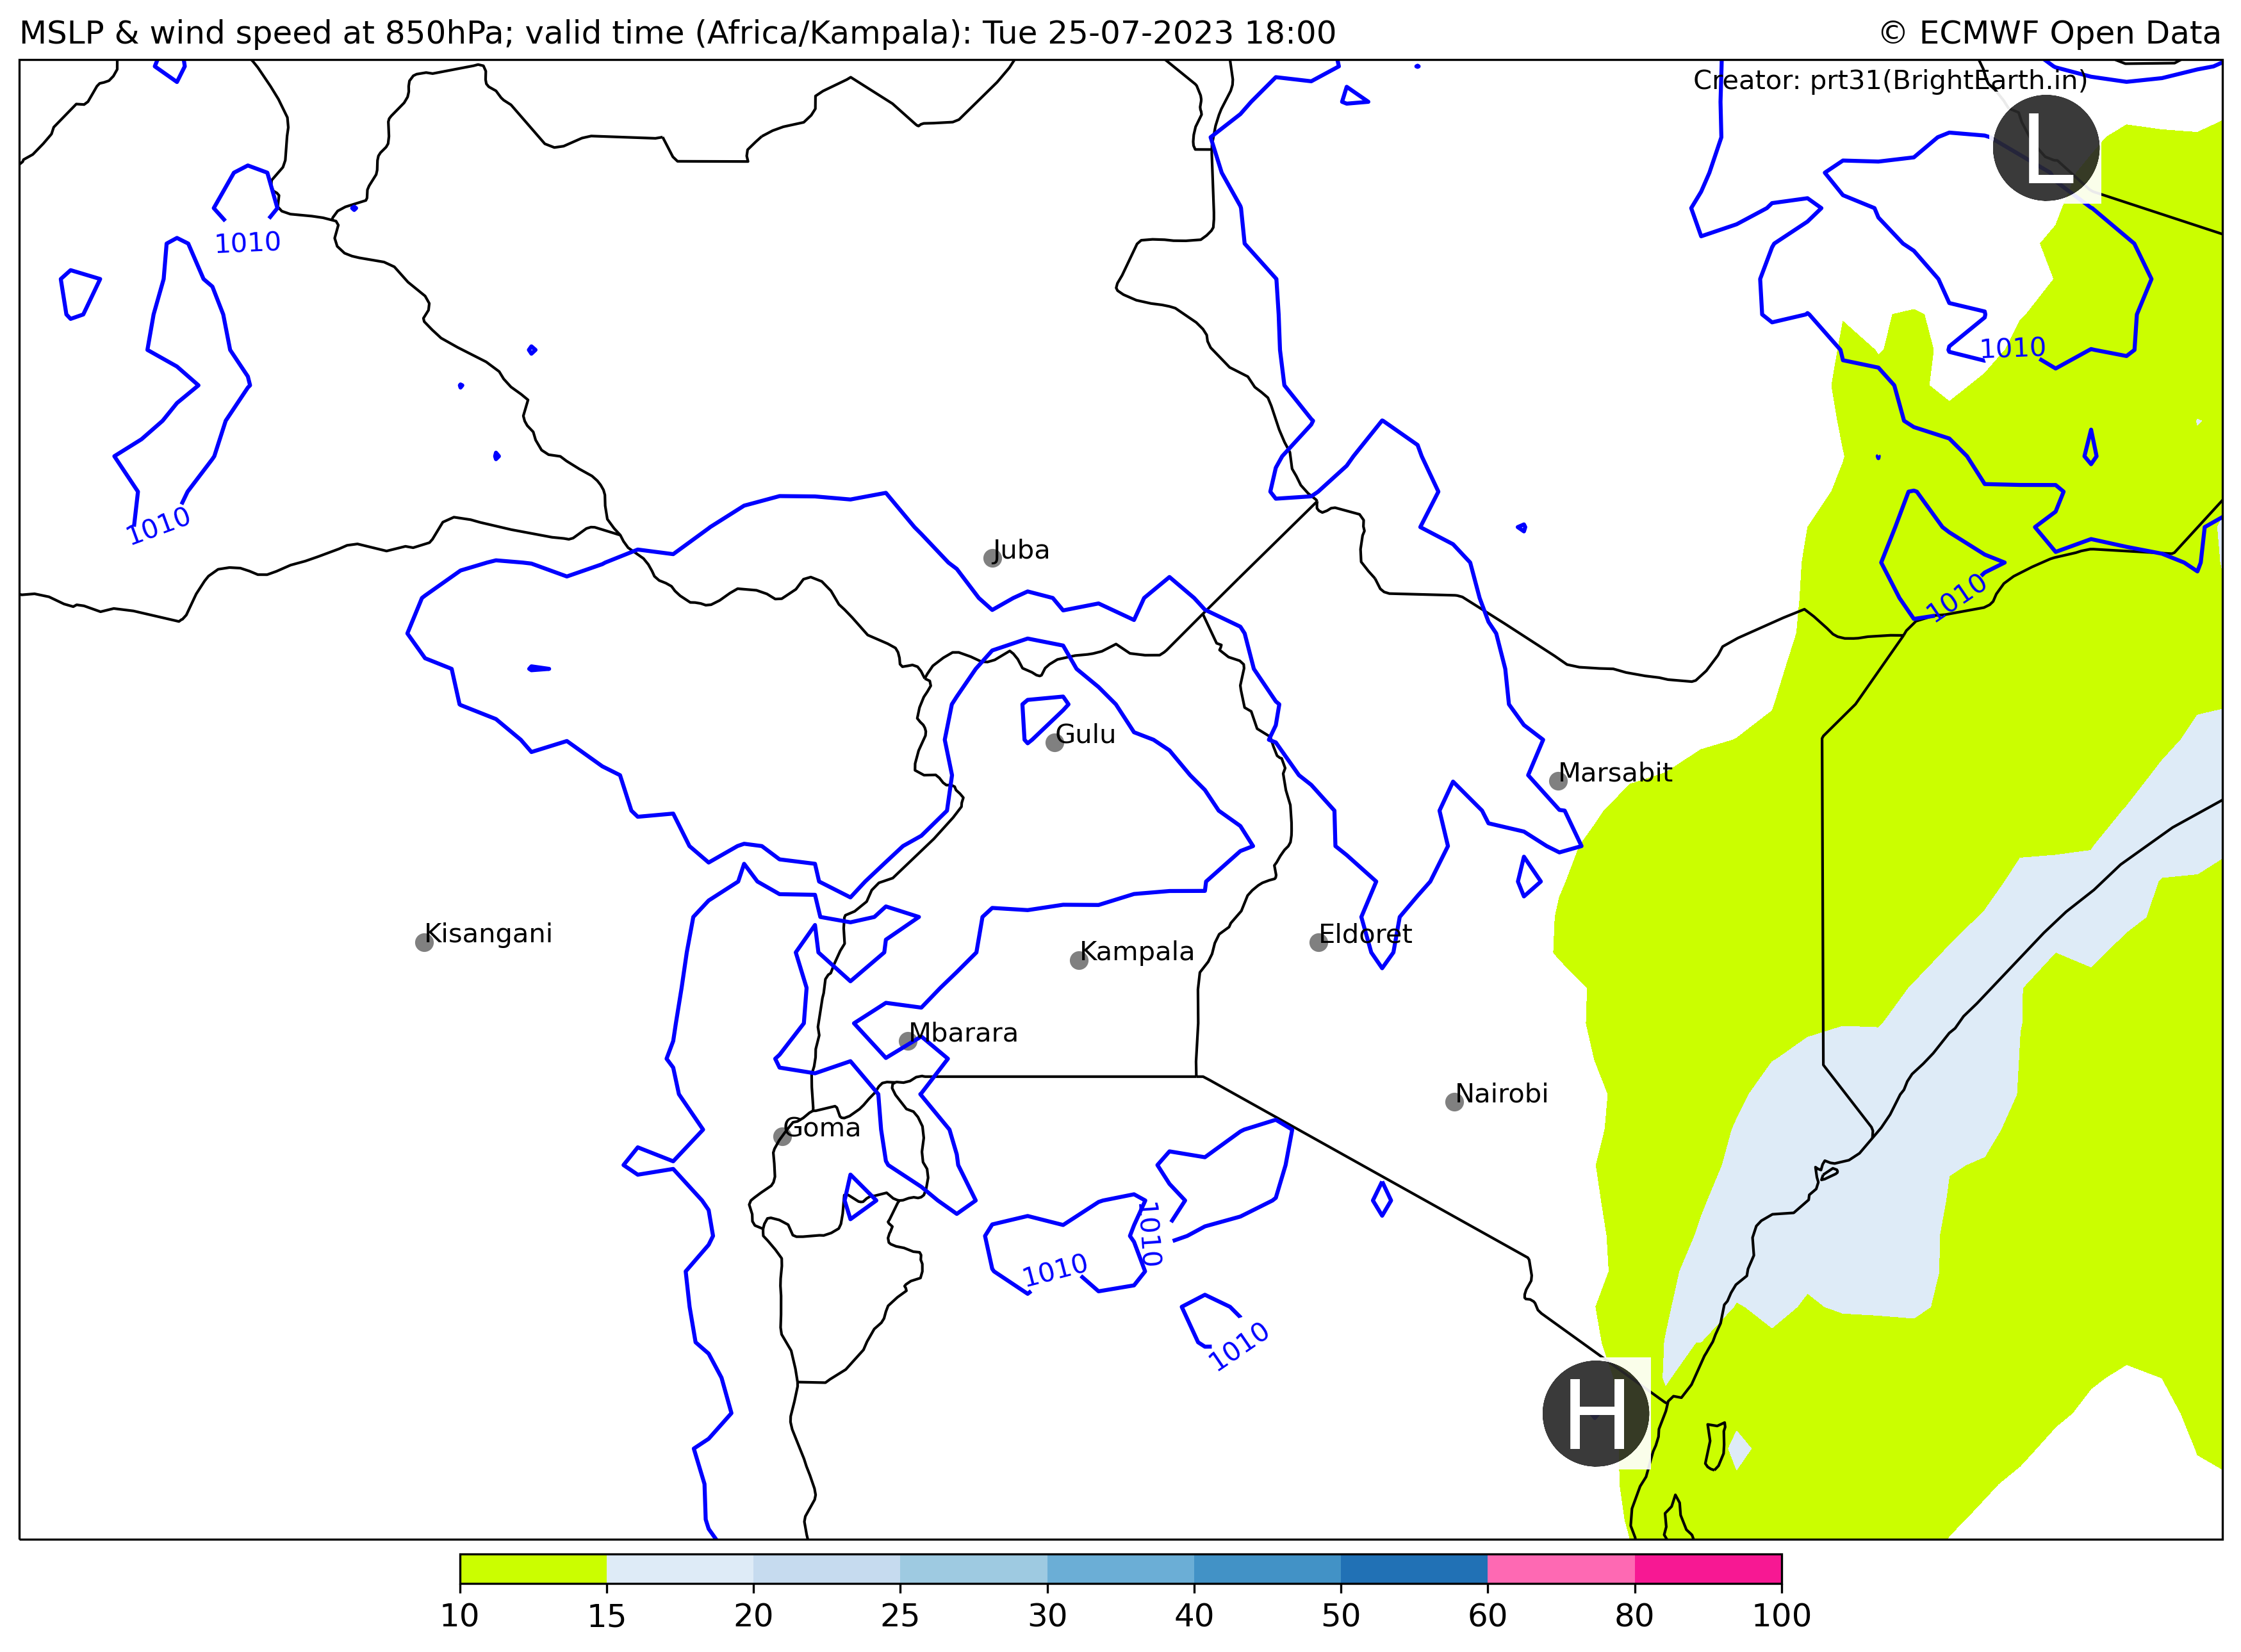 MSLP & wind speed at 850hPa; valid time (Africa/Kampala): Tue 25-07-2023 18:00
© ECMWF Open Data
Creator: prt31(BrightEarth.in)
L
1010
1010
1010
Juba
1010
Gulu
Marsabit
Kisangani
Eldoret
Kampala
Mbarara
Nairobi
Goma
1010
1010
1010
H
10 15 20 25 30 40 50 60 80 100